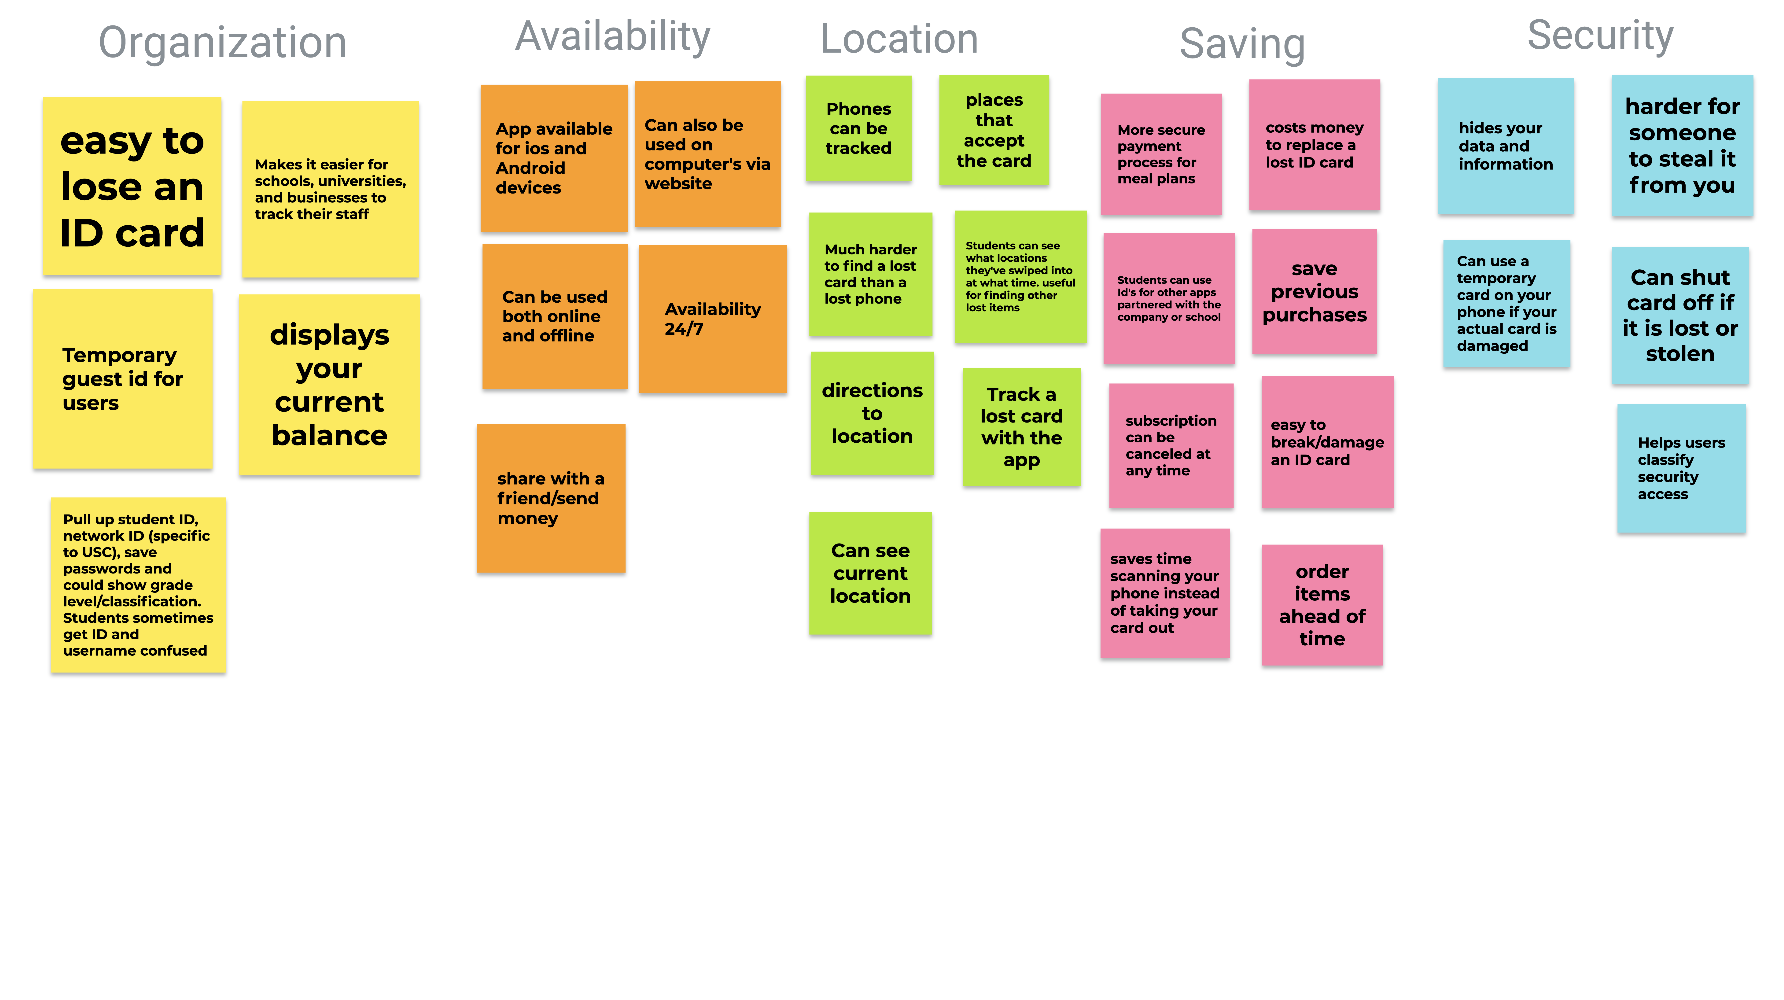 Organization
easy to
lose an
ID card
Makes it easier for
schools, universities,
and businesses to
track their staff
Temporary
guest id for
users
displays
your
current
balance
Pull up student ID,
network ID (specific
to USC), save
passwords and
could show grade
level/classification.
Students sometimes
get ID and
username confused
Availability
App available
for ios and
Android
devices
Can also be
used on
computer's via
website
Can be used
both online
and offline
Availability
24/7
share with a
friend/send
money
Location
Phones
can be
tracked
places
that
accept
the card
Much harder
to find a lost
card than a
lost phone
Students can see
what locations
they've swiped into
at what time. useful
for finding other
lost items
directions
to
location
Track a
lost card
with the
app
Can see
current
location
Saving
More secure
payment
process for
meal plans
costs money
to replace a
lost ID card
Students can use
Id's for other apps
partnered with the
company or school
save
previous
purchases
subscription
can be
canceled at
any time
easy to
break/damage
an ID card
saves time
scanning your
phone instead
of taking your
card out
order
items
ahead of
time
Security
hides your
data and
information
harder for
someone
to steal it
from you
Can use a
temporary
card on your
phone if your
actual card is
damaged
Can shut
card off if
it is lost or
stolen
Helps users
classify
security
access